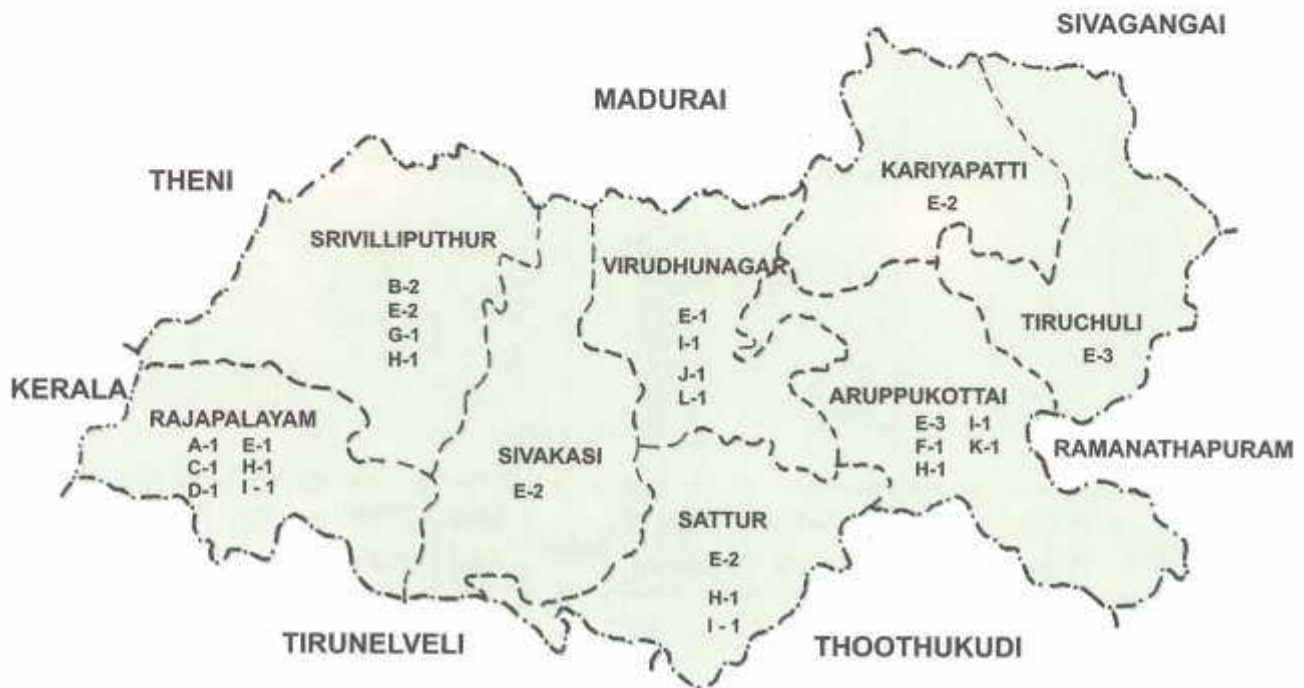 SIVAGANGAI
MADURAI
THENI
KARIYAPATTI
E-2
SRIVILLIPUTHUR
B-2
E-2
G-1
H-1
VIRUDHUNAGAR
E-1
I-1
J-1
L-1
TIRUCHULI
E-3
KERALA
RAJAPALAYAM
A-1 E-1
C-1 H-1
D-1 I - 1
ARUPPUKOTTAI
E-3 I-1
F-1 K-1
H-1
RAMANATHAPURAM
SIVAKASI
E-2
SATTUR
E-2
H-1
I - 1
TIRUNELVELI
THOOTHUKUDI